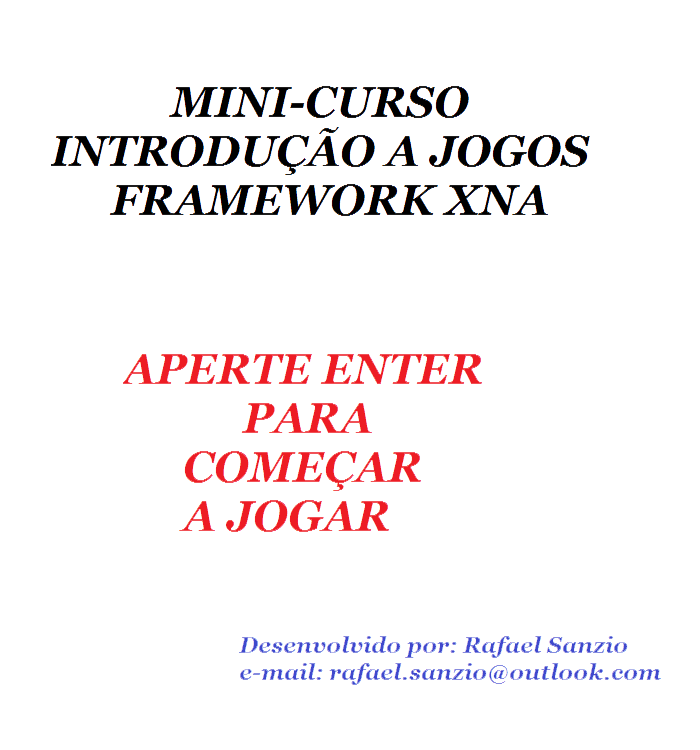 MINI-CURSO
INTRODUÇÃO A JOGOS
FRAMEWORK XNA
APERTE ENTER
PARA
COMEÇAR
A JOGAR
Desenvolvido por: Rafael Sanzio
e-mail: rafael.sanzio@outlook.com